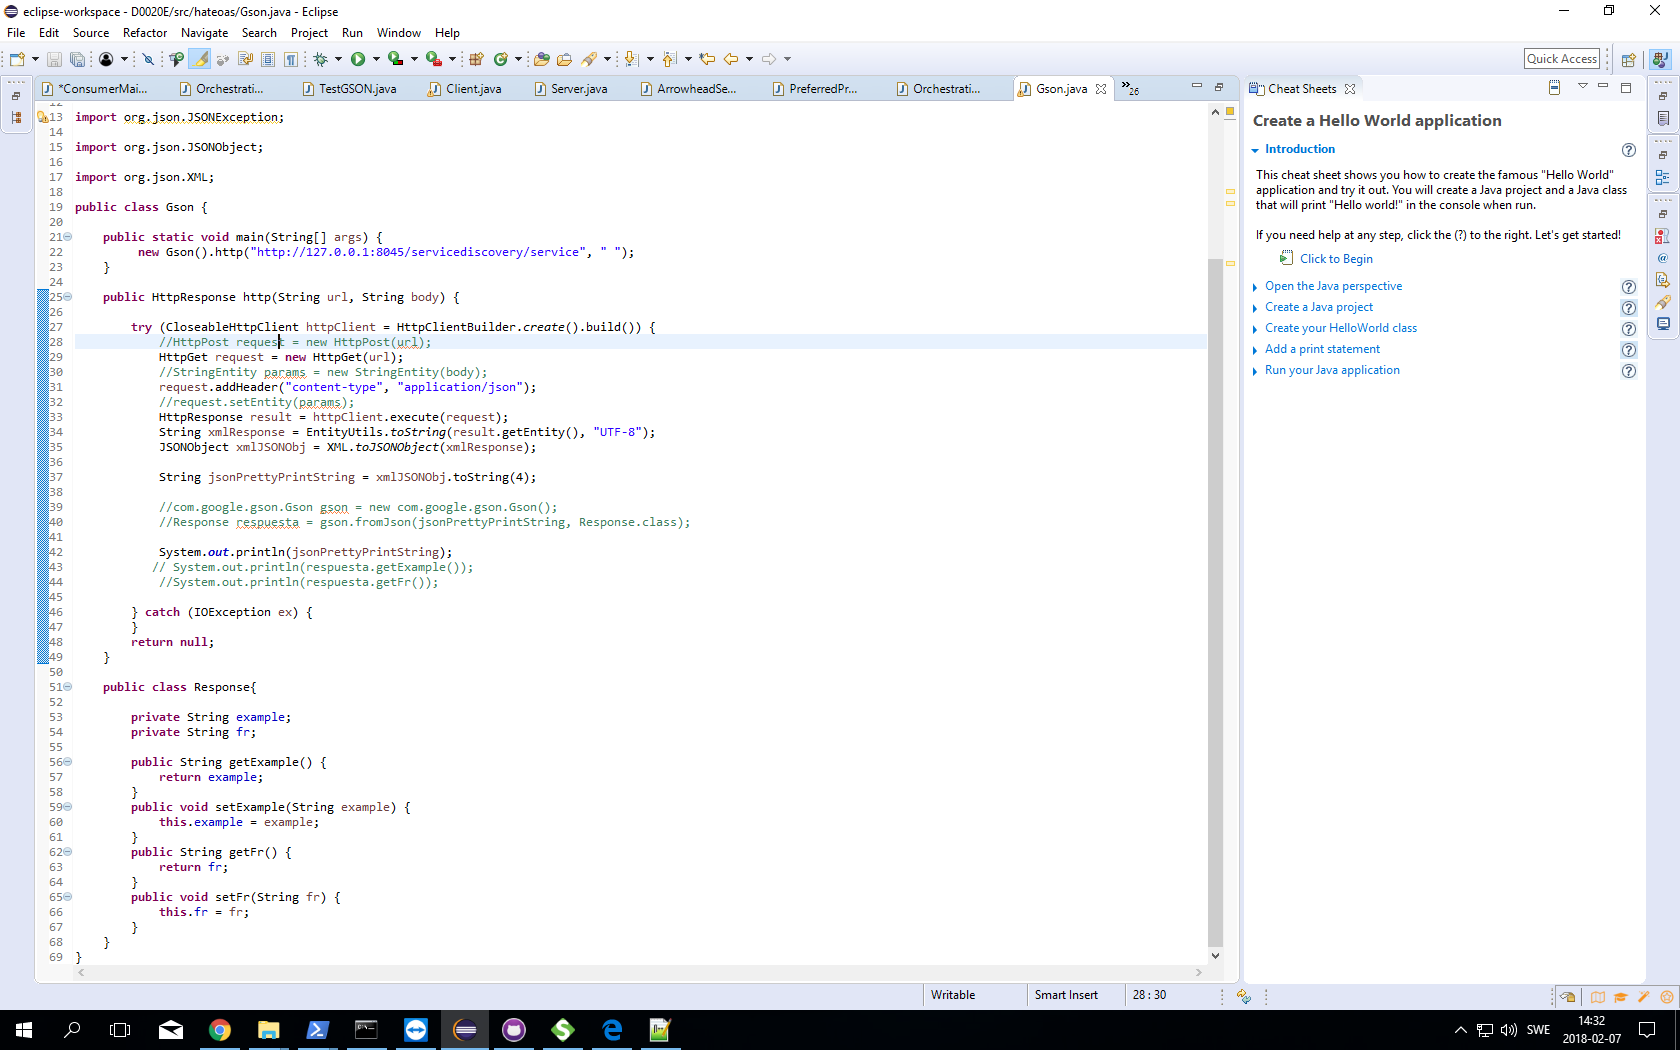 eclipse-workspace - D0020E/src/hateoas/Gson.java - Eclipse
File Edit Source Refactor Navigate Search Project Run Window Help
Quick Access
*ConsumerMai... Orchestrati... TestGSON.java Client.java Server.java ArrowheadSe... PreferredPr... Orchestrati... Gson.java »26
Cheat Sheets
12
13 import org.json.JSONException;
14
15 import org.json.JSONObject;
16
17 import org.json.XML;
18
19 public class Gson {
20
21 public static void main(String[] args) {
22 new Gson().http("http://127.0.0.1:8045/servicediscovery/service", " ");
23 }
24
25 public HttpResponse http(String url, String body) {
26
27 try (CloseableHttpClient httpClient = HttpClientBuilder.create().build()) {
28 //HttpPost request = new HttpPost(url);
29 HttpGet request = new HttpGet(url);
30 //StringEntity params = new StringEntity(body);
31 request.addHeader("content-type", "application/json");
32 //request.setEntity(params);
33 HttpResponse result = httpClient.execute(request);
34 String xmlResponse = EntityUtils.toString(result.getEntity(), "UTF-8");
35 JSONObject xmlJSONObj = XML.toJSONObject(xmlResponse);
36
37 String jsonPrettyPrintString = xmlJSONObj.toString(4);
38
39 //com.google.gson.Gson gson = new com.google.gson.Gson();
40 //Response respuesta = gson.fromJson(jsonPrettyPrintString, Response.class);
41
42 System.out.println(jsonPrettyPrintString);
43 // System.out.println(respuesta.getExample());
44 //System.out.println(respuesta.getFr());
45
46 } catch (IOException ex) {
47 }
48 return null;
49 }
50
51 public class Response{
52
53 private String example;
54 private String fr;
55
56 public String getExample() {
57 return example;
58 }
59 public void setExample(String example) {
60 this.example = example;
61 }
62 public String getFr() {
63 return fr;
64 }
65 public void setFr(String fr) {
66 this.fr = fr;
67 }
68 }
69 }
Create a Hello World application
Introduction
This cheat sheet shows you how to create the famous "Hello World"
application and try it out. You will create a Java project and a Java class
that will print "Hello world!" in the console when run.
If you need help at any step, click the (?) to the right. Let's get started!
Click to Begin
Open the Java perspective
Create a Java project
Create your HelloWorld class
Add a print statement
Run your Java application
Writable Smart Insert 28 : 30
SWE
14:32
2018-02-07